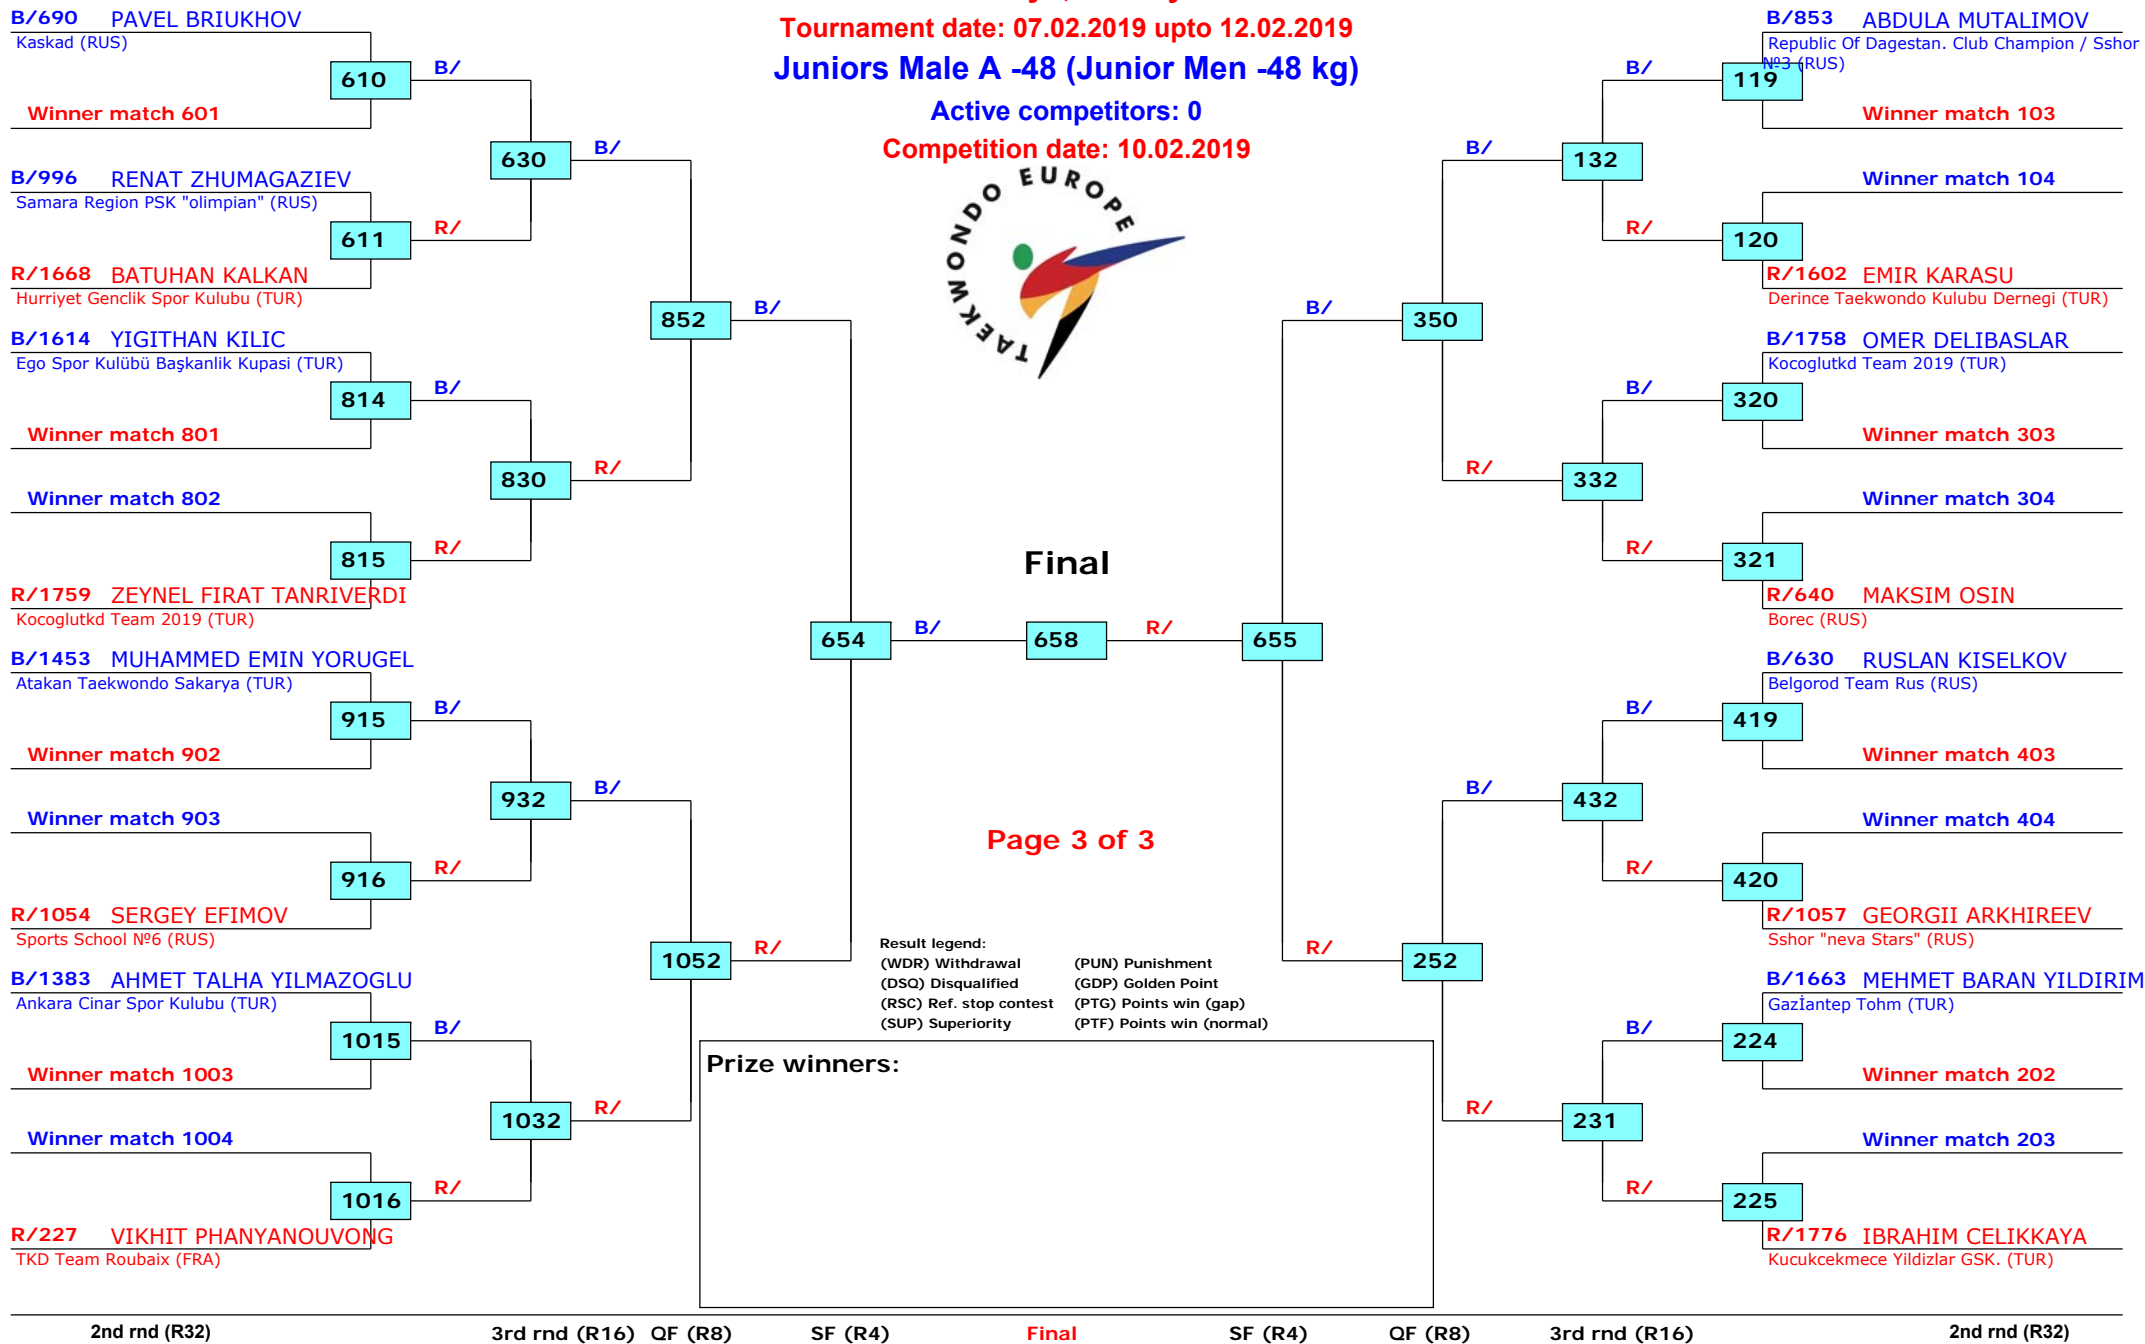 Tournament date: 07.02.2019 upto 12.02.2019
Juniors Male A -48 (Junior Men -48 kg)
Active competitors: 0
Competition date: 10.02.2019
TAEKWONDO EUROPE
B/690 PAVEL BRIUKHOV
Kaskad (RUS)
610
B/
Winner match 601
630
B/
B/996 RENAT ZHUMAGAZIEV
Samara Region PSK "olimpian" (RUS)
611
R/
R/1668 BATUHAN KALKAN
Hurriyet Genclik Spor Kulubu (TUR)
852
B/
B/1614 YIGITHAN KILIC
Ego Spor Kulübü Başkanlik Kupasi (TUR)
814
B/
Winner match 801
830
R/
Winner match 802
815
R/
R/1759 ZEYNEL FIRAT TANRIVERDI
Kocoglutkd Team 2019 (TUR)
654
B/
B/1453 MUHAMMED EMIN YORUGEL
Atakan Taekwondo Sakarya (TUR)
915
B/
Winner match 902
932
B/
Winner match 903
916
R/
R/1054 SERGEY EFIMOV
Sports School №6 (RUS)
1052
R/
B/1383 AHMET TALHA YILMAZOGLU
Ankara Cinar Spor Kulubu (TUR)
1015
B/
Winner match 1003
1032
R/
Winner match 1004
1016
R/
R/227 VIKHIT PHANYANOUVONG
TKD Team Roubaix (FRA)
Final
658
R/
655
Page 3 of 3
Result legend:
(WDR) Withdrawal (PUN) Punishment
(DSQ) Disqualified (GDP) Golden Point
(RSC) Ref. stop contest (PTG) Points win (gap)
(SUP) Superiority (PTF) Points win (normal)
Prize winners:
B/853 ABDULA MUTALIMOV
Republic Of Dagestan. Club Champion / Sshor
№3 (RUS)
B/
119
Winner match 103
B/
132
Winner match 104
R/
120
R/1602 EMIR KARASU
Derince Taekwondo Kulubu Dernegi (TUR)
B/
350
B/1758 OMER DELIBASLAR
Kocoglutkd Team 2019 (TUR)
B/
320
Winner match 303
R/
332
Winner match 304
R/
321
R/640 MAKSIM OSIN
Borec (RUS)
B/630 RUSLAN KISELKOV
Belgorod Team Rus (RUS)
B/
419
Winner match 403
B/
432
Winner match 404
R/
420
R/1057 GEORGII ARKHIREEV
Sshor "neva Stars" (RUS)
R/
252
B/1663 MEHMET BARAN YILDIRIM
Gazİantep Tohm (TUR)
B/
224
Winner match 202
R/
231
Winner match 203
R/
225
R/1776 IBRAHIM CELIKKAYA
Kucukcekmece Yildizlar GSK. (TUR)
2nd rnd (R32) 3rd rnd (R16) QF (R8) SF (R4) Final SF (R4) QF (R8) 3rd rnd (R16) 2nd rnd (R32)